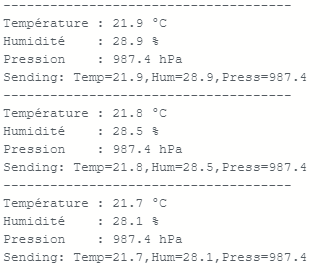 -------------------------------------
Température : 21.9 °C
Humidité    : 28.9 %
Pression    : 987.4 hPa
Sending: Temp=21.9,Hum=28.9,Press=987.4
-------------------------------------
Température : 21.8 °C
Humidité    : 28.5 %
Pression    : 987.4 hPa
Sending: Temp=21.8,Hum=28.5,Press=987.4
-------------------------------------
Température : 21.7 °C
Humidité    : 28.1 %
Pression    : 987.4 hPa
Sending: Temp=21.7,Hum=28.1,Press=987.4